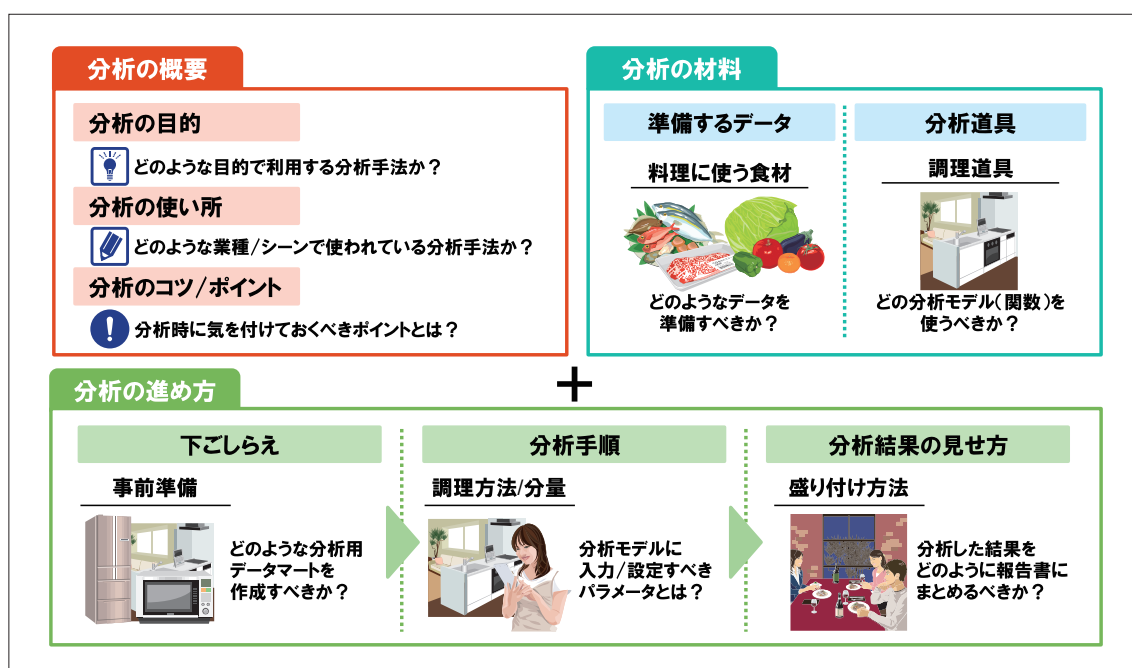 分析の概要
分析の目的
どのような目的で利用する分析手法か？
分析の使い所
どのような業種/シーンで使われている分析手法か？
分析のコツ/ポイント
分析時に気を付けておくべきポイントとは？
分析の材料
準備するデータ
料理に使う食材
どのようなデータを
準備すべきか？
分析道具
調理道具
どの分析モデル(関数)を
使うべきか？
＋
分析の進め方
下ごしらえ
事前準備
どのような分析用
データマートを
作成すべきか？
分析手順
調理方法/分量
分析モデルに
入力/設定すべき
パラメータとは？
分析結果の見せ方
盛り付け方法
分析した結果を
どのように報告書に
まとめるべきか？